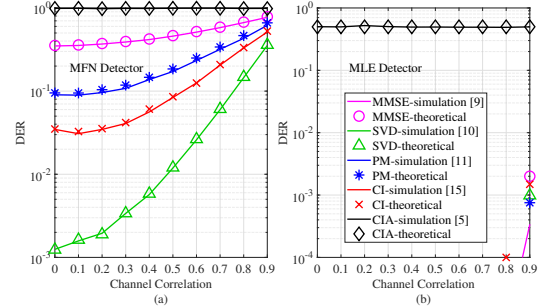 10^0
10^-1
10^-2
10^-3
DER
MFN Detector
0 0.1 0.2 0.3 0.4 0.5 0.6 0.7 0.8 0.9
Channel Correlation
(a)
10^0
10^-1
10^-2
10^-3
10^-4
DER
MLE Detector
MMSE-simulation [9]
MMSE-theoretical
SVD-simulation [10]
SVD-theoretical
PM-simulation [11]
PM-theoretical
CI-simulation [15]
CI-theoretical
CIA-simulation [5]
CIA-theoretical
0 0.1 0.2 0.3 0.4 0.5 0.6 0.7 0.8 0.9
Channel Correlation
(b)